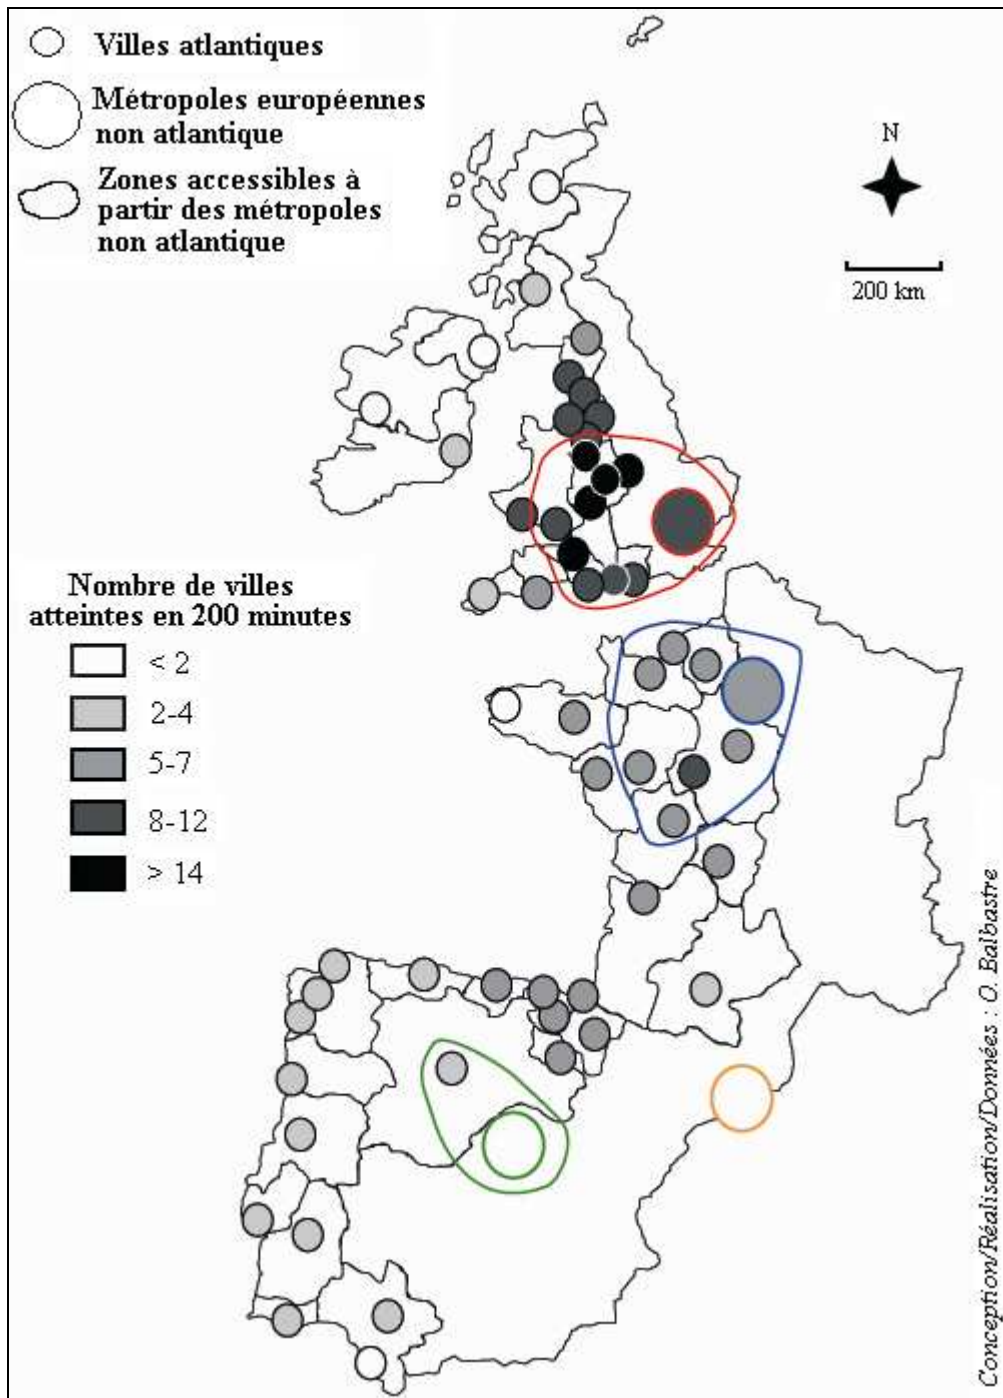 Villes atlantiques
Métropoles européennes
non atlantique
Zones accessibles à
partir des métropoles
non atlantique
N
200 km
Nombre de villes
atteintes en 200 minutes
< 2
2-4
5-7
8-12
> 14
Conception/Réalisation/Données : O. Balbastre